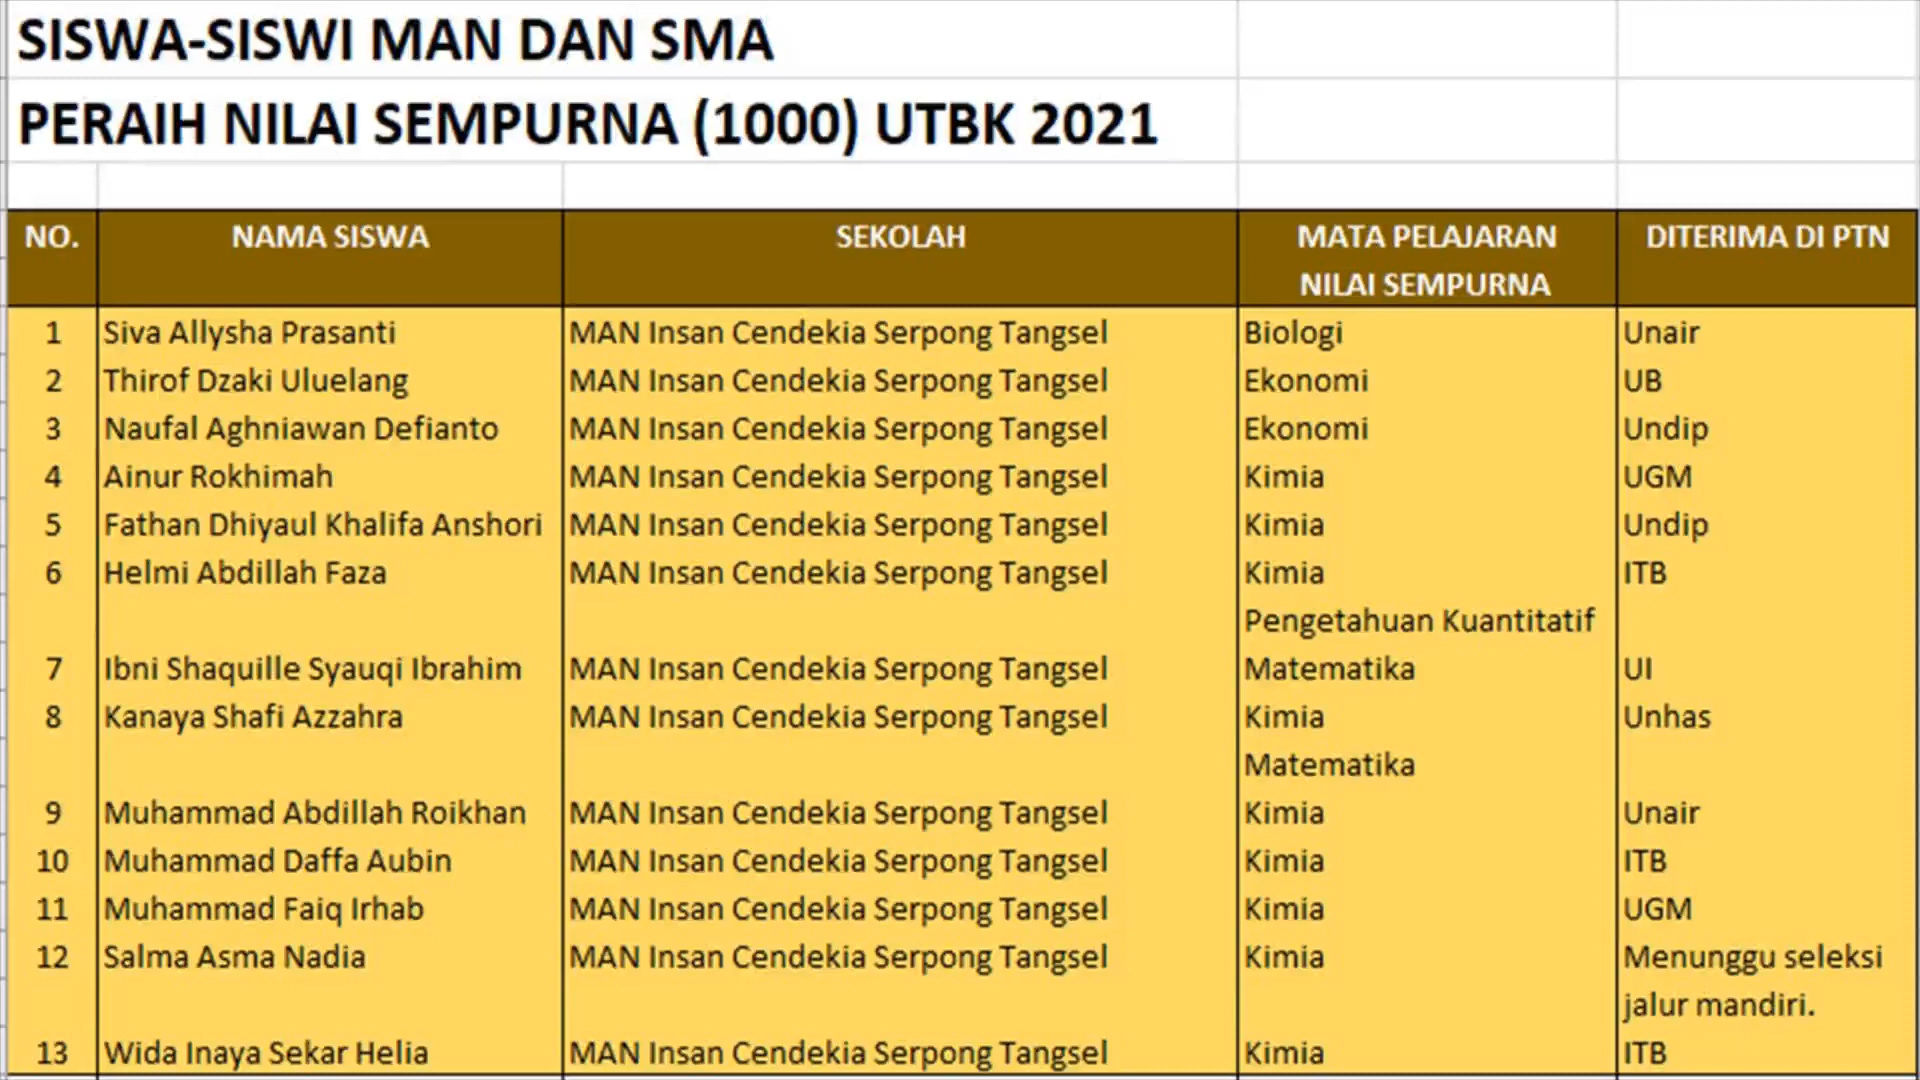 SISWA-SISWI MAN DAN SMA
PERAIH NILAI SEMPURNA (1000) UTBK 2021
NO. NAMA SISWA SEKOLAH MATA PELAJARAN NILAI SEMPURNA DITERIMA DI PTN
1 Siva Allysha Prasanti MAN Insan Cendekia Serpong Tangsel Biologi Unair
2 Thirof Dzaki Uluelang MAN Insan Cendekia Serpong Tangsel Ekonomi UB
3 Naufal Aghniawan Defianto MAN Insan Cendekia Serpong Tangsel Ekonomi Undip
4 Ainur Rokhimah MAN Insan Cendekia Serpong Tangsel Kimia UGM
5 Fathan Dhiyaul Khalifa Anshori MAN Insan Cendekia Serpong Tangsel Kimia Undip
6 Helmi Abdillah Faza MAN Insan Cendekia Serpong Tangsel Kimia ITB
Pengetahuan Kuantitatif
7 Ibni Shaquille Syauqi Ibrahim MAN Insan Cendekia Serpong Tangsel Matematika UI
8 Kanaya Shafi Azzahra MAN Insan Cendekia Serpong Tangsel Kimia Unhas
Matematika
9 Muhammad Abdillah Roikhan MAN Insan Cendekia Serpong Tangsel Kimia Unair
10 Muhammad Daffa Aubin MAN Insan Cendekia Serpong Tangsel Kimia ITB
11 Muhammad Faiq Irhab MAN Insan Cendekia Serpong Tangsel Kimia UGM
12 Salma Asma Nadia MAN Insan Cendekia Serpong Tangsel Kimia Menunggu seleksi
jalur mandiri.
13 Wida Inaya Sekar Helia MAN Insan Cendekia Serpong Tangsel Kimia ITB